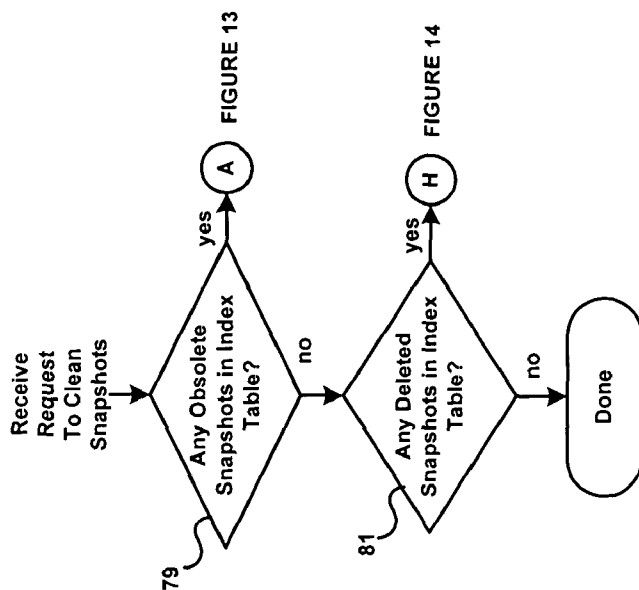 Receive
Request
To Clean
Snapshots
79
Any Obsolete
Snapshots in Index
Table?
yes
A
FIGURE 13
no
81
Any Deleted
Snapshots in Index
Table?
yes
H
FIGURE 14
no
Done